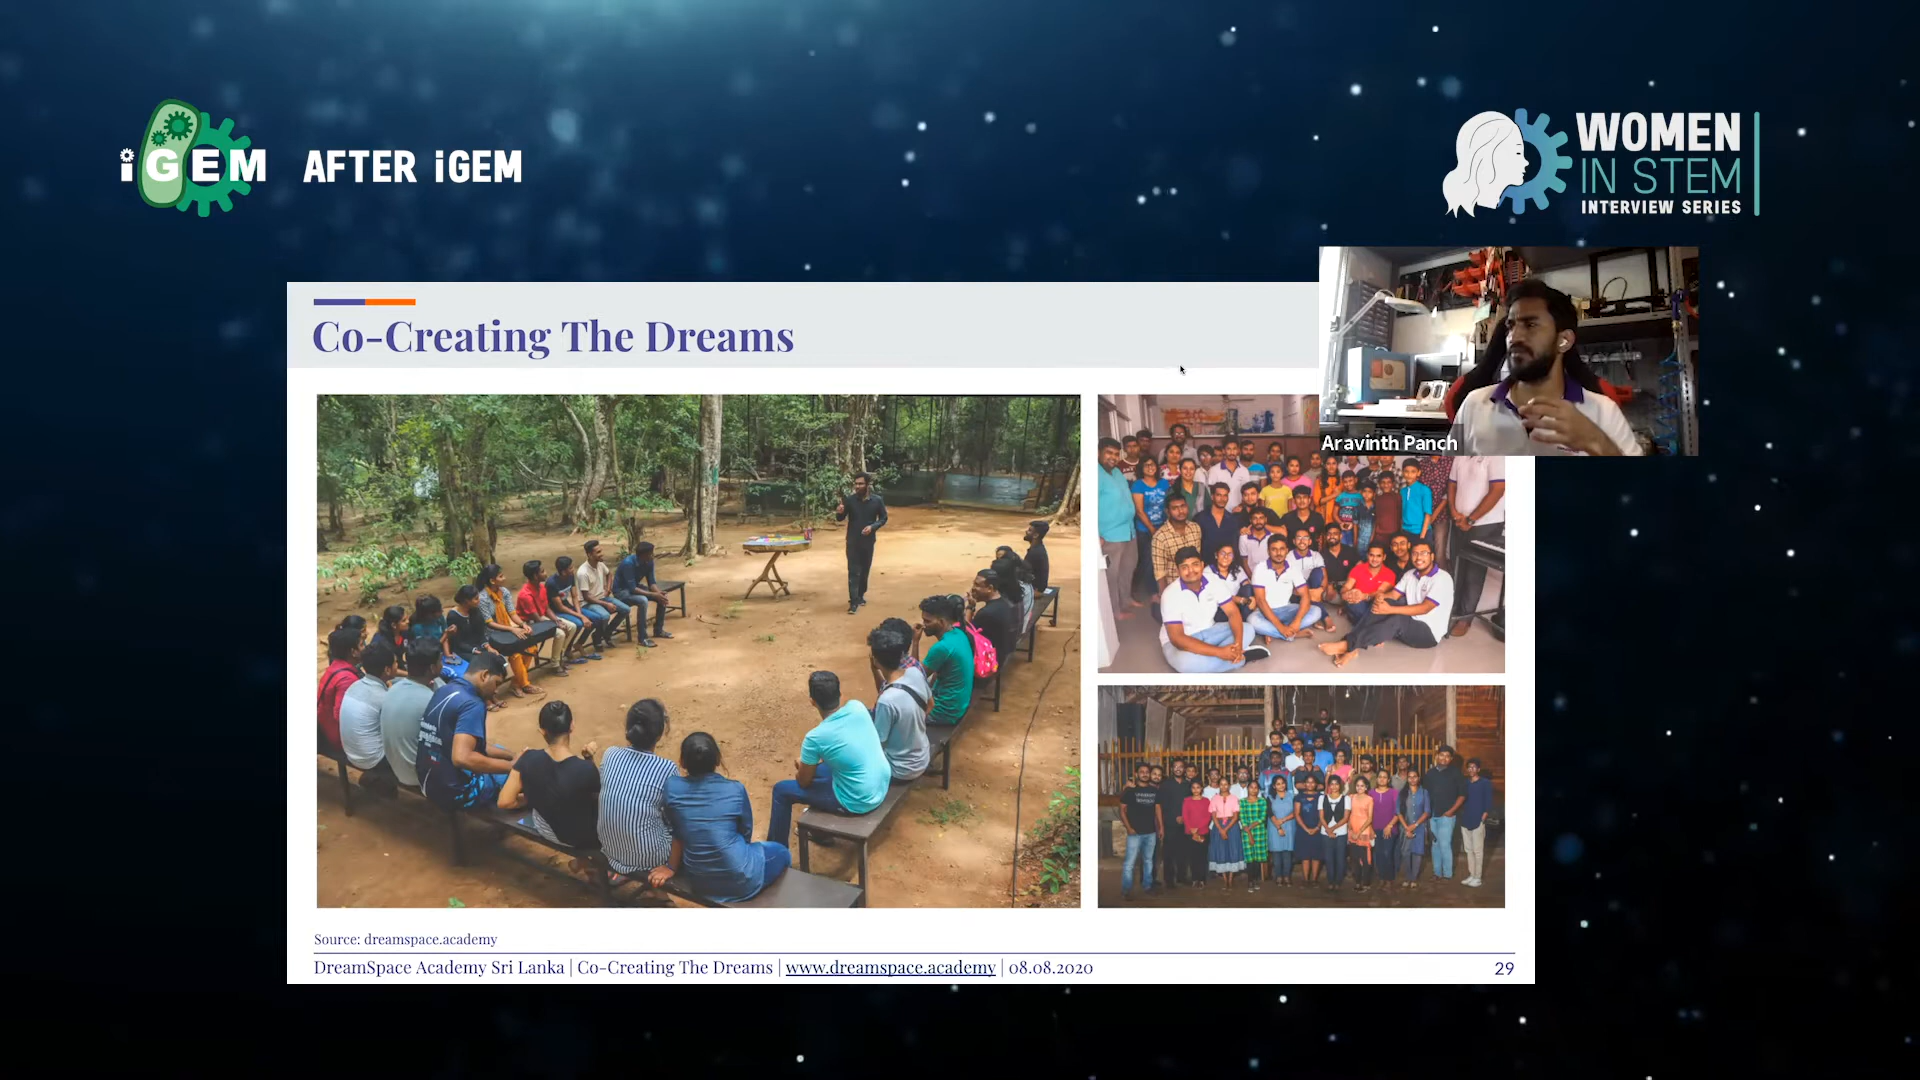 iGEM AFTER iGEM
WOMEN
IN STEM
INTERVIEW SERIES
Co-Creating The Dreams
Aravinth Panch
Source: dreamspace.academy
DreamSpace Academy Sri Lanka | Co-Creating The Dreams | www.dreamspace.academy | 08.08.2020
29